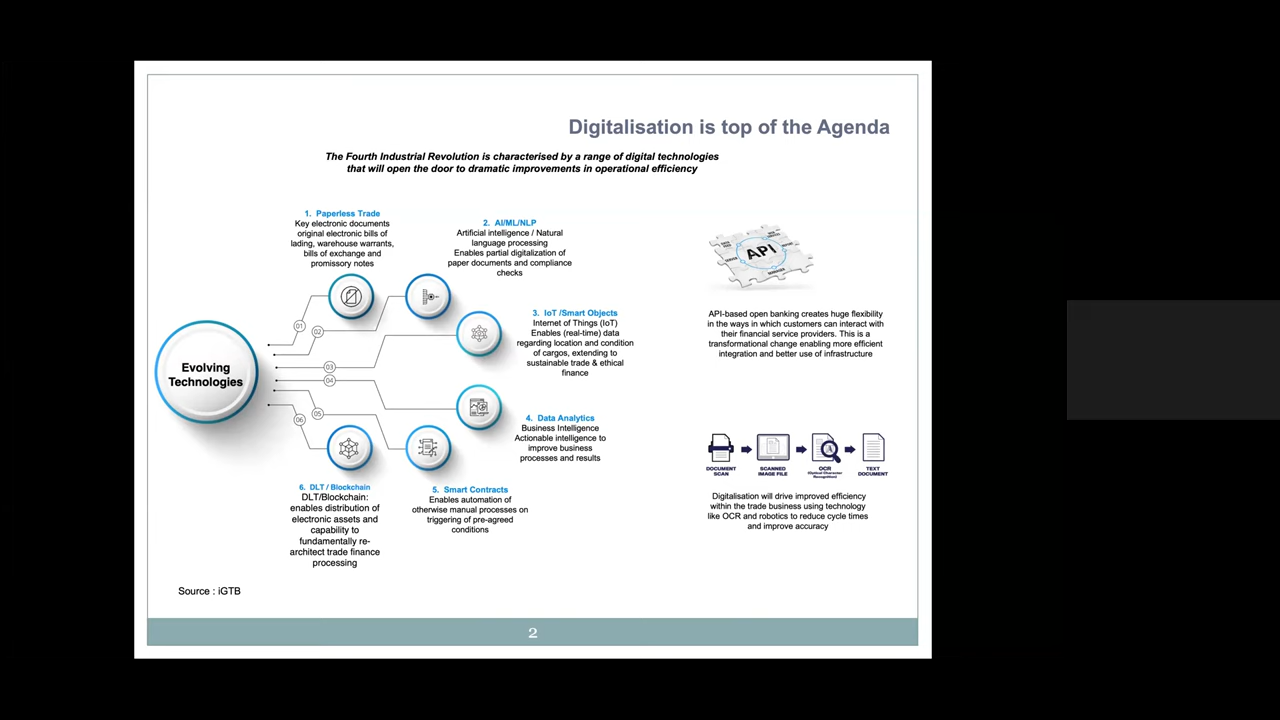 Digitalisation is top of the Agenda
The Fourth Industrial Revolution is characterised by a range of digital technologies
that will open the door to dramatic improvements in operational efficiency
1. Paperless Trade
Key electronic documents
original electronic bills of
lading, warehouse warrants,
bills of exchange and
promissory notes
2. AI/ML/NLP
Artificial intelligence / Natural
language processing
Enables partial digitalization of
paper documents and compliance
checks
3. IoT /Smart Objects
Internet of Things (IoT)
Enables (real-time) data
regarding location and condition
of cargos, extending to
sustainable trade & ethical
finance
4. Data Analytics
Business Intelligence
Actionable intelligence to
improve business
processes and results
5. Smart Contracts
Enables automation of
otherwise manual processes on
triggering of pre-agreed
conditions
6. DLT / Blockchain
DLT/Blockchain:
enables distribution of
electronic assets and
capability to
fundamentally re-
architect trade finance
processing
Evolving
Technologies
01
02
03
04
05
06
API
API-based open banking creates huge flexibility
in the ways in which customers can interact with
their financial service providers. This is a
transformational change enabling more efficient
integration and better use of infrastructure
DOCUMENT
SCAN
SCANNED
IMAGE FILE
OCR
(Optical Character
Recognition)
TEXT
DOCUMENT
Digitalisation will drive improved efficiency
within the trade business using technology
like OCR and robotics to reduce cycle times
and improve accuracy
Source : iGTB
2